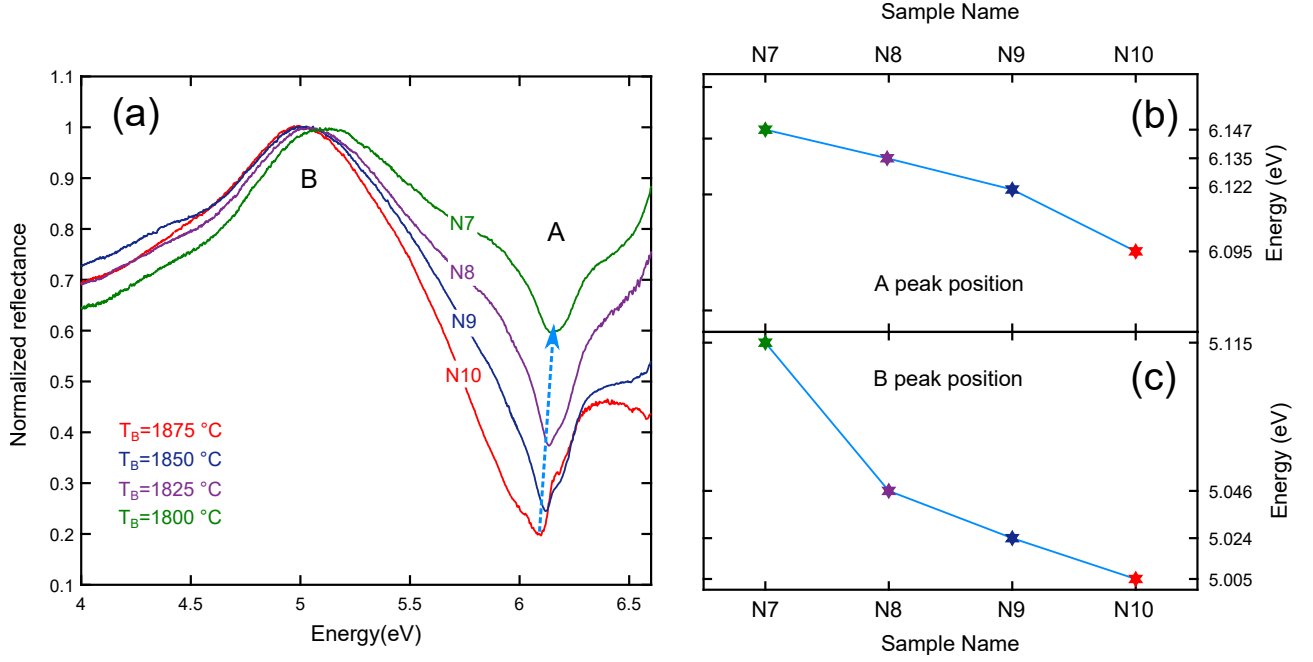 (a)
1.1
1
0.9
0.8
0.7
0.6
0.5
0.4
0.3
0.2
0.1
Normalized reflectance
4
4.5
5
5.5
6
6.5
Energy(eV)
B
A
N7
N8
N9
N10
T_B=1875 °C
T_B=1850 °C
T_B=1825 °C
T_B=1800 °C
Sample Name
N7 N8 N9 N10
(b)
6.147
6.135
6.122
6.095
Energy (eV)
A peak position
(c)
B peak position
5.115
5.046
5.024
5.005
Energy (eV)
N7 N8 N9 N10
Sample Name